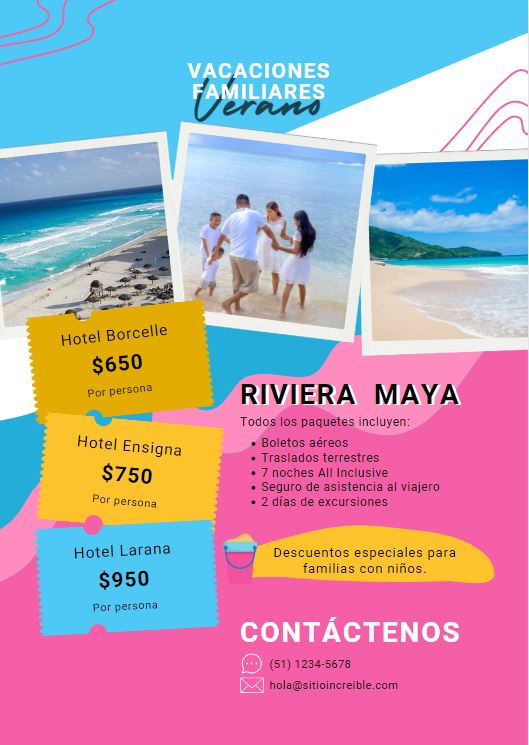 VACACIONES
FAMILIARES
Verano
Hotel Borcelle
$650
Por persona
Hotel Ensigna
$750
Por persona
Hotel Larana
$950
Por persona
RIVIERA MAYA
Todos los paquetes incluyen:
• Boletos aéreos
• Traslados terrestres
• 7 noches All Inclusive
• Seguro de asistencia al viajero
• 2 días de excursiones
Descuentos especiales para
familias con niños.
CONTÁCTENOS
(51) 1234-5678
hola@sitioincreible.com